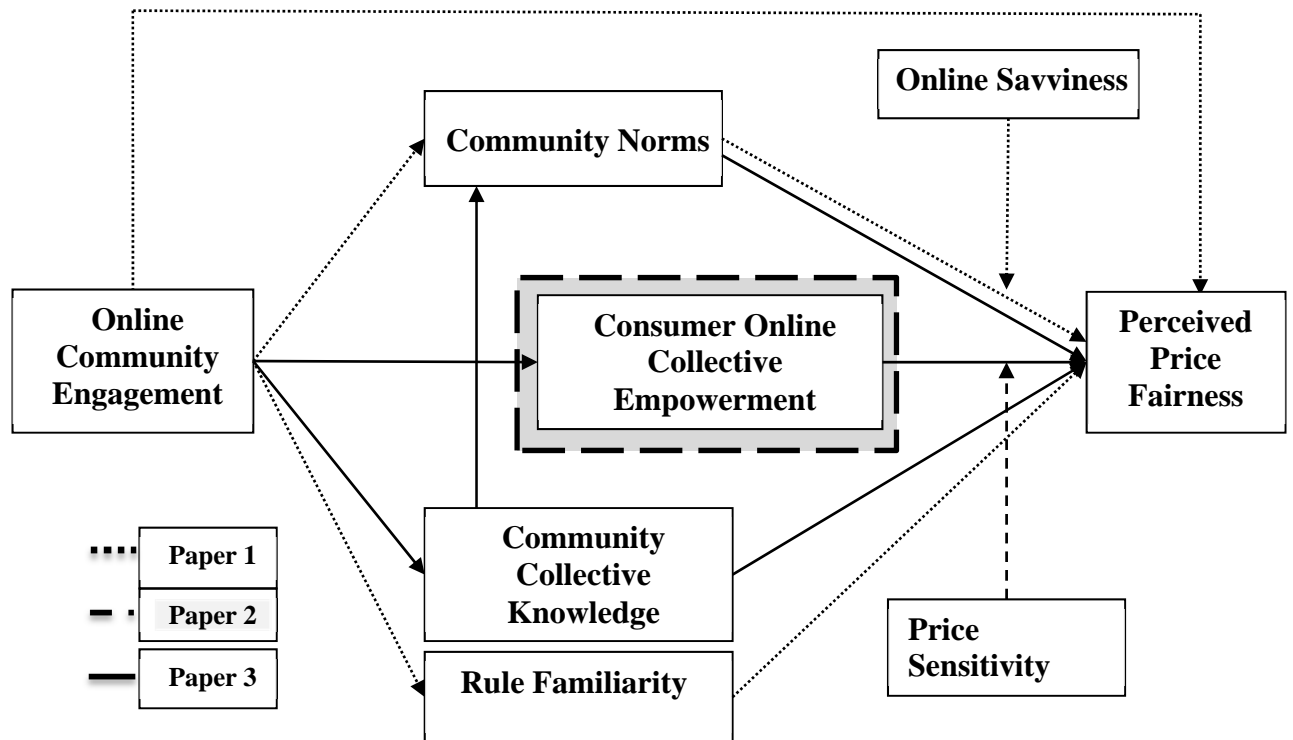 Online Savviness
Community Norms
Online
Community
Engagement
Consumer Online
Collective
Empowerment
Perceived
Price
Fairness
Community
Collective
Knowledge
Rule Familiarity
Price
Sensitivity
Paper 1
Paper 2
Paper 3